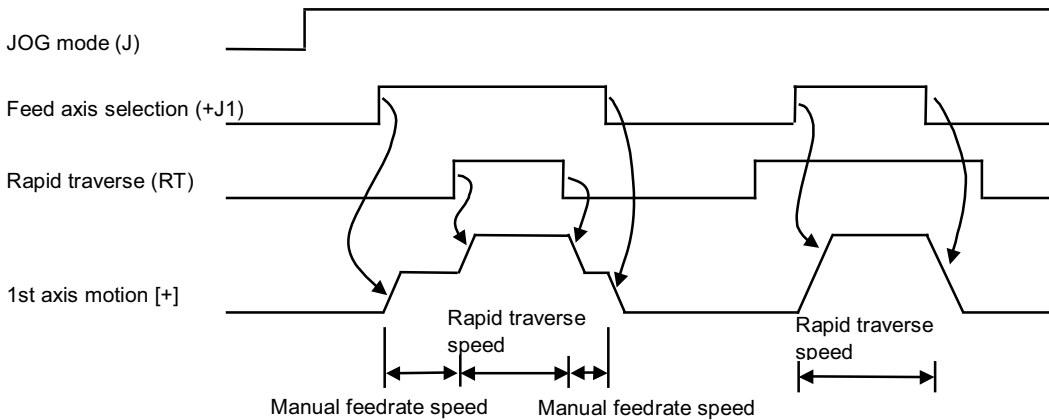 JOG mode (J)
Feed axis selection (+J1)
Rapid traverse (RT)
1st axis motion [+]
Rapid traverse
speed
Rapid traverse
speed
Manual feedrate speed
Manual feedrate speed